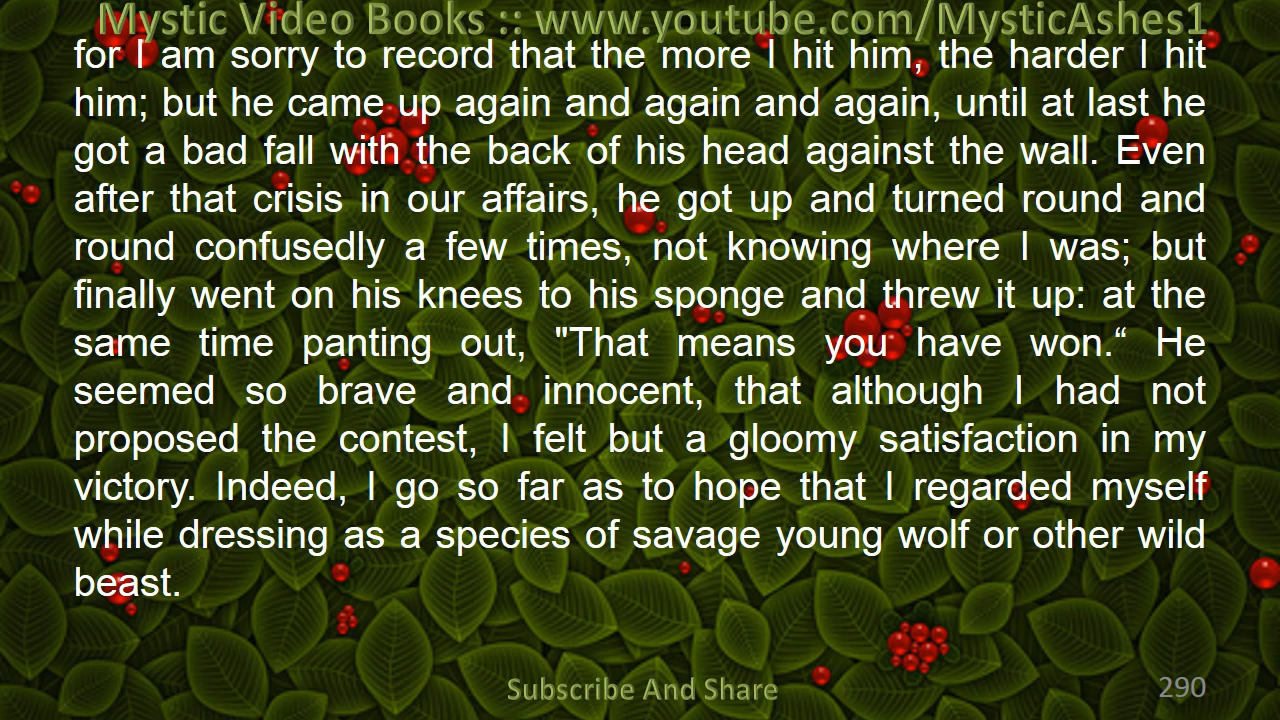 Mystic Video Books :: www.youtube.com/MysticAshes1
for I am sorry to record that the more I hit him, the harder I hit
him; but he came up again and again and again, until at last he
got a bad fall with the back of his head against the wall. Even
after that crisis in our affairs, he got up and turned round and
round confusedly a few times, not knowing where I was; but
finally went on his knees to his sponge and threw it up: at the
same time panting out, "That means you have won.“ He
seemed so brave and innocent, that although I had not
proposed the contest, I felt but a gloomy satisfaction in my
victory. Indeed, I go so far as to hope that I regarded myself
while dressing as a species of savage young wolf or other wild
beast.
Subscribe And Share
290